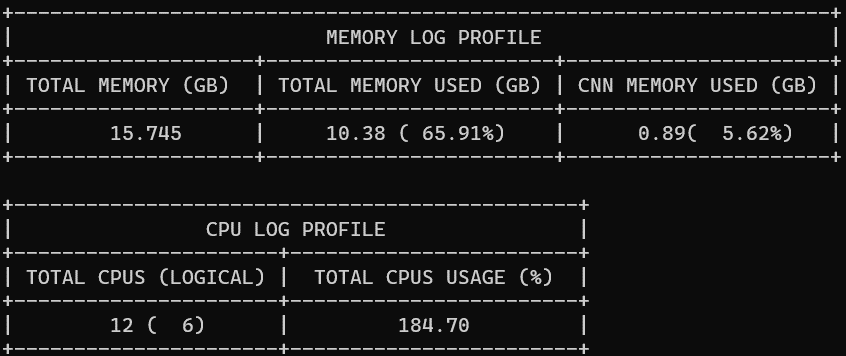 MEMORY LOG PROFILE
TOTAL MEMORY (GB) | TOTAL MEMORY USED (GB) | CNN MEMORY USED (GB)
15.745 | 10.38 ( 65.91%) | 0.89(  5.62%)
CPU LOG PROFILE
TOTAL CPUS (LOGICAL) | TOTAL CPUS USAGE (%)
12 (  6) | 184.70